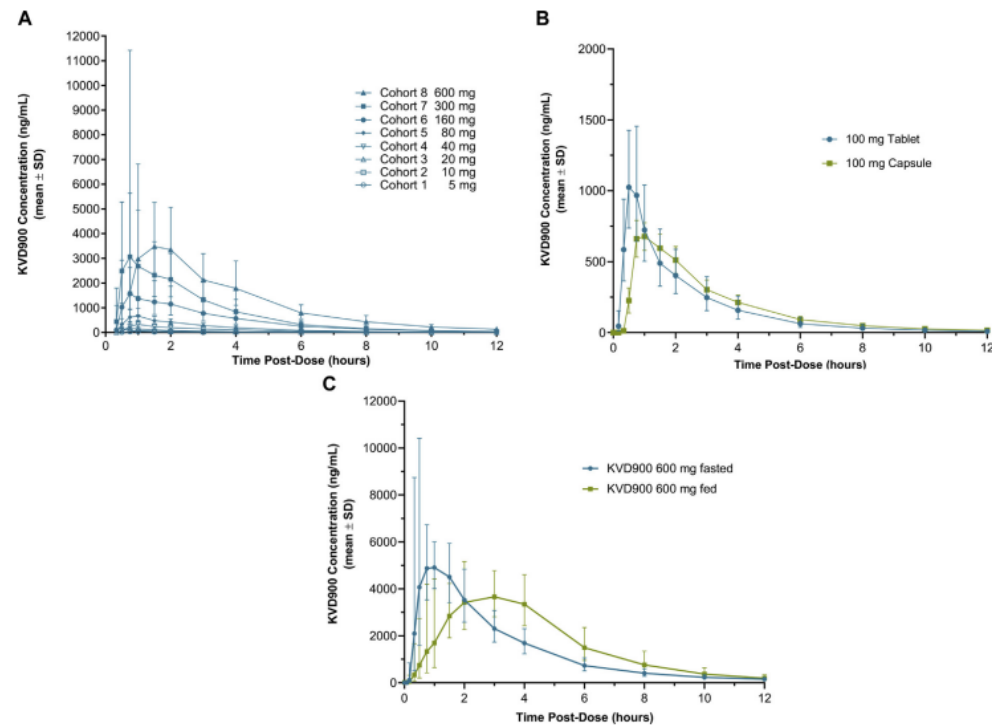 A
KVD900 Concentration (ng/mL)
(mean ± SD)
12000
11000
10000
9000
8000
7000
6000
5000
4000
3000
2000
1000
0
0 2 4 6 8 10 12
Time Post-Dose (hours)
Cohort 8 600 mg
Cohort 7 300 mg
Cohort 6 160 mg
Cohort 5 80 mg
Cohort 4 40 mg
Cohort 3 20 mg
Cohort 2 10 mg
Cohort 1 5 mg
B
KVD900 Concentration (ng/mL)
(mean ± SD)
2000
1500
1000
500
0
0 2 4 6 8 10 12
Time Post-Dose (hours)
100 mg Tablet
100 mg Capsule
C
KVD900 Concentration (ng/mL)
(mean ± SD)
12000
10000
8000
6000
4000
2000
0
0 2 4 6 8 10 12
Time Post-Dose (hours)
KVD900 600 mg fasted
KVD900 600 mg fed